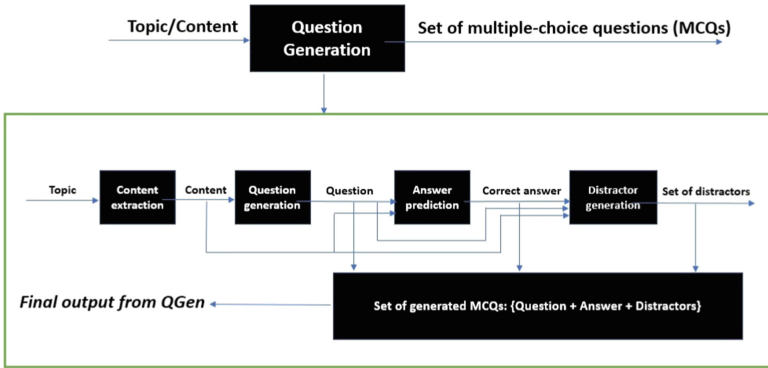 Topic/Content
Question
Generation
Set of multiple-choice questions (MCQs)
Topic
Content
extraction
Content
Question
generation
Question
Answer
prediction
Correct answer
Distractor
generation
Set of distractors
Final output from QGen
Set of generated MCQs: {Question + Answer + Distractors}